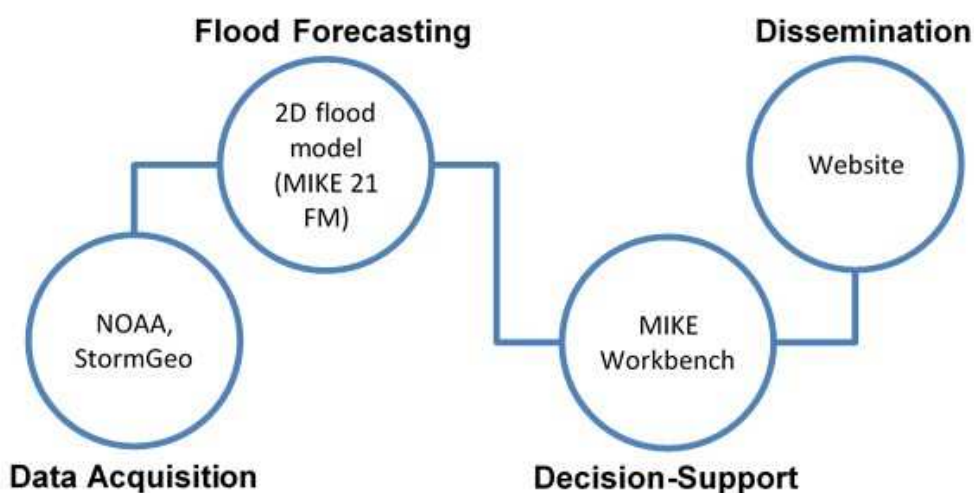 Flood Forecasting
Dissemination
2D flood
model
(MIKE 21
FM)
Website
NOAA,
StormGeo
MIKE
Workbench
Data Acquisition
Decision-Support